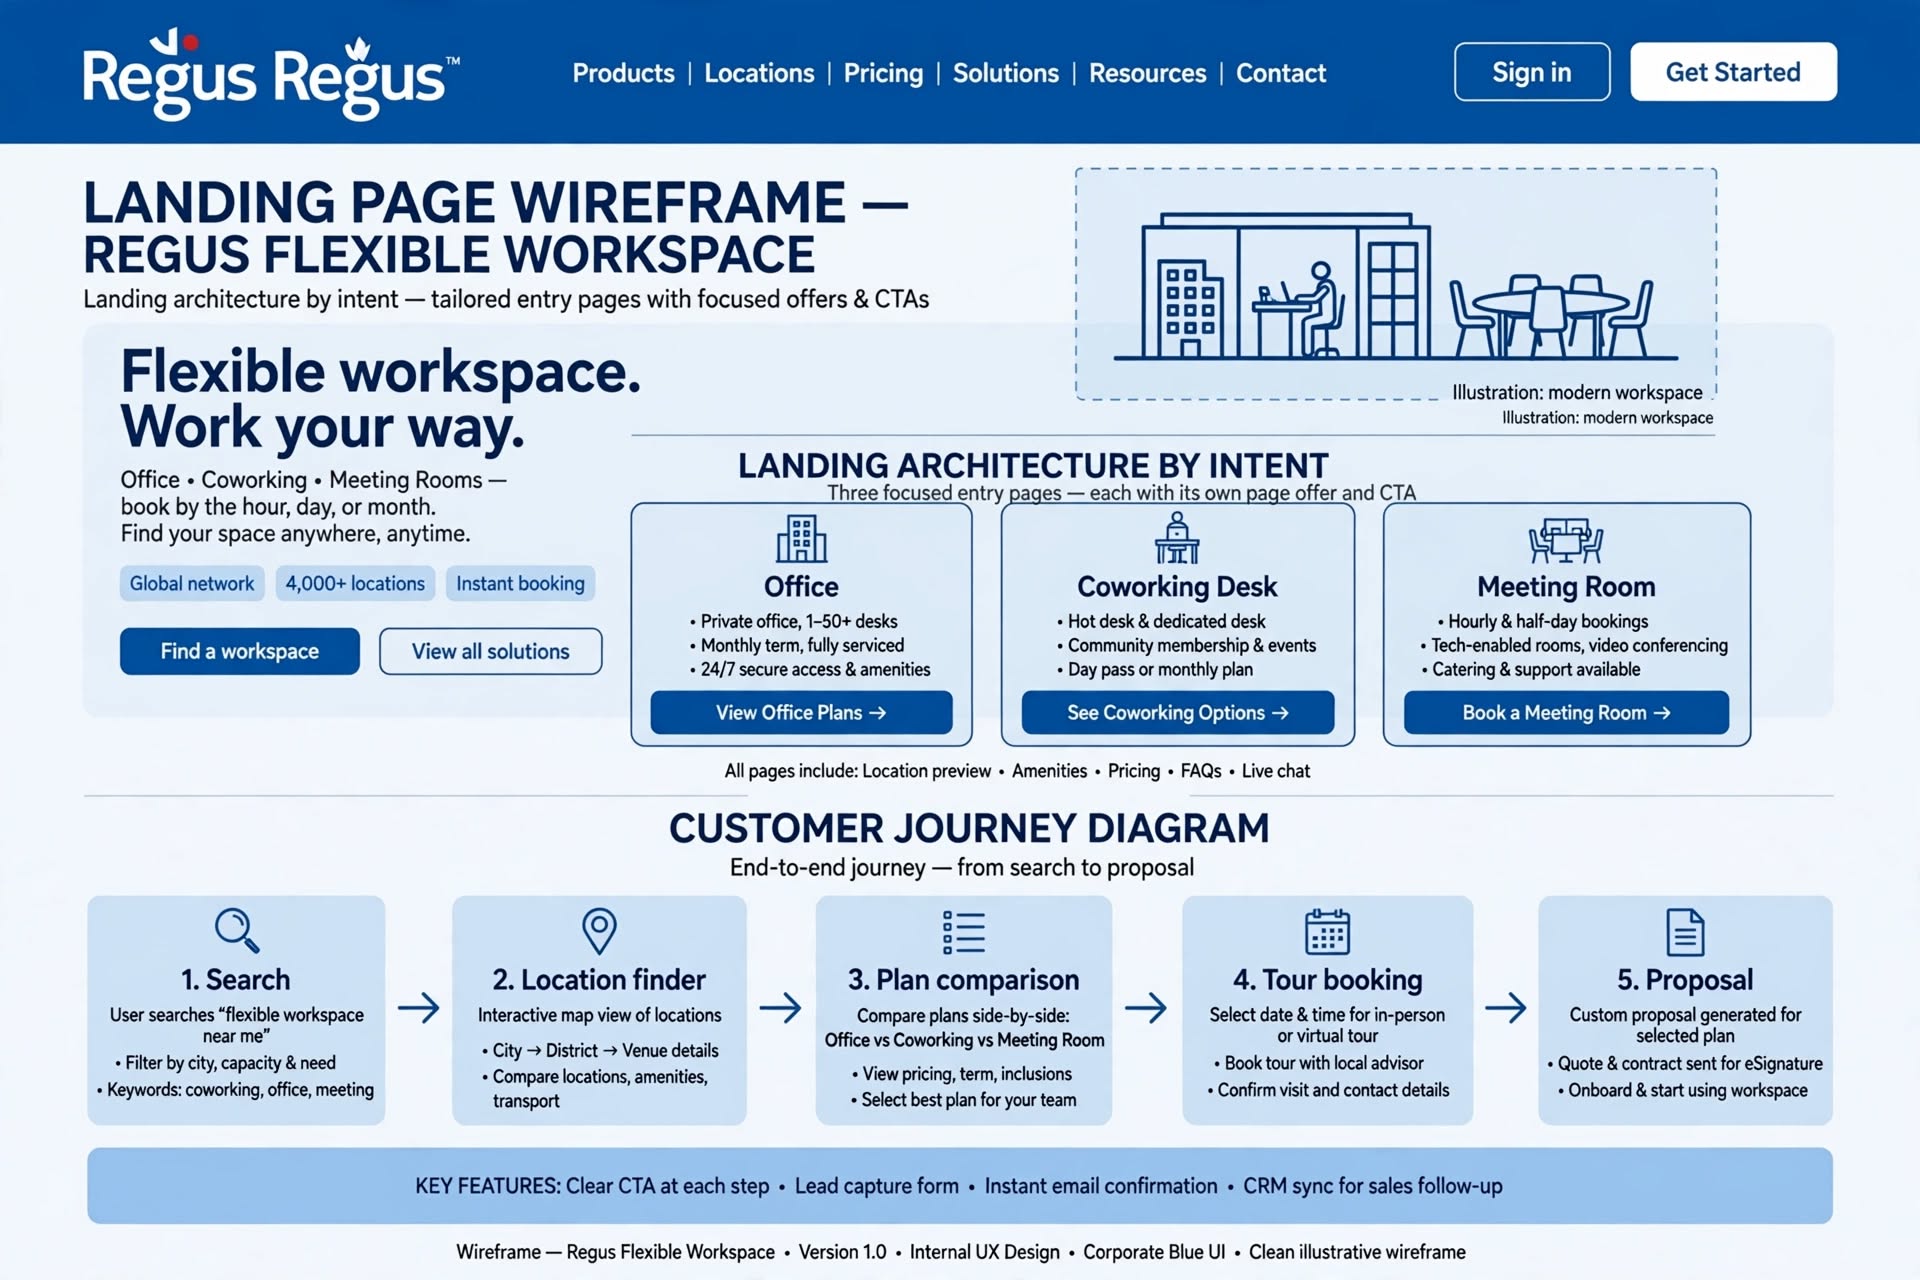 Regus Regus™
Products | Locations | Pricing | Solutions | Resources | Contact
Sign in
Get Started
LANDING PAGE WIREFRAME —
REGUS FLEXIBLE WORKSPACE
Landing architecture by intent — tailored entry pages with focused offers & CTAs
Flexible workspace.
Work your way.
Office • Coworking • Meeting Rooms —
book by the hour, day, or month.
Find your space anywhere, anytime.
Global network
4,000+ locations
Instant booking
Find a workspace
View all solutions
Illustration: modern workspace
Illustration: modern workspace
LANDING ARCHITECTURE BY INTENT
Three focused entry pages — each with its own page offer and CTA
Office
• Private office, 1–50+ desks
• Monthly term, fully serviced
• 24/7 secure access & amenities
View Office Plans →
Coworking Desk
• Hot desk & dedicated desk
• Community membership & events
• Day pass or monthly plan
See Coworking Options →
Meeting Room
• Hourly & half-day bookings
• Tech-enabled rooms, video conferencing
• Catering & support available
Book a Meeting Room →
All pages include: Location preview • Amenities • Pricing • FAQs • Live chat
CUSTOMER JOURNEY DIAGRAM
End-to-end journey — from search to proposal
1. Search
User searches “flexible workspace
near me”
• Filter by city, capacity & need
• Keywords: coworking, office, meeting
2. Location finder
Interactive map view of locations
• City → District → Venue details
• Compare locations, amenities,
transport
3. Plan comparison
Compare plans side-by-side:
Office vs Coworking vs Meeting Room
• View pricing, term, inclusions
• Select best plan for your team
4. Tour booking
Select date & time for in-person
or virtual tour
• Book tour with local advisor
• Confirm visit and contact details
5. Proposal
Custom proposal generated for
selected plan
• Quote & contract sent for eSignature
• Onboard & start using workspace
KEY FEATURES: Clear CTA at each step • Lead capture form • Instant email confirmation • CRM sync for sales follow-up
Wireframe — Regus Flexible Workspace • Version 1.0 • Internal UX Design • Corporate Blue UI • Clean illustrative wireframe